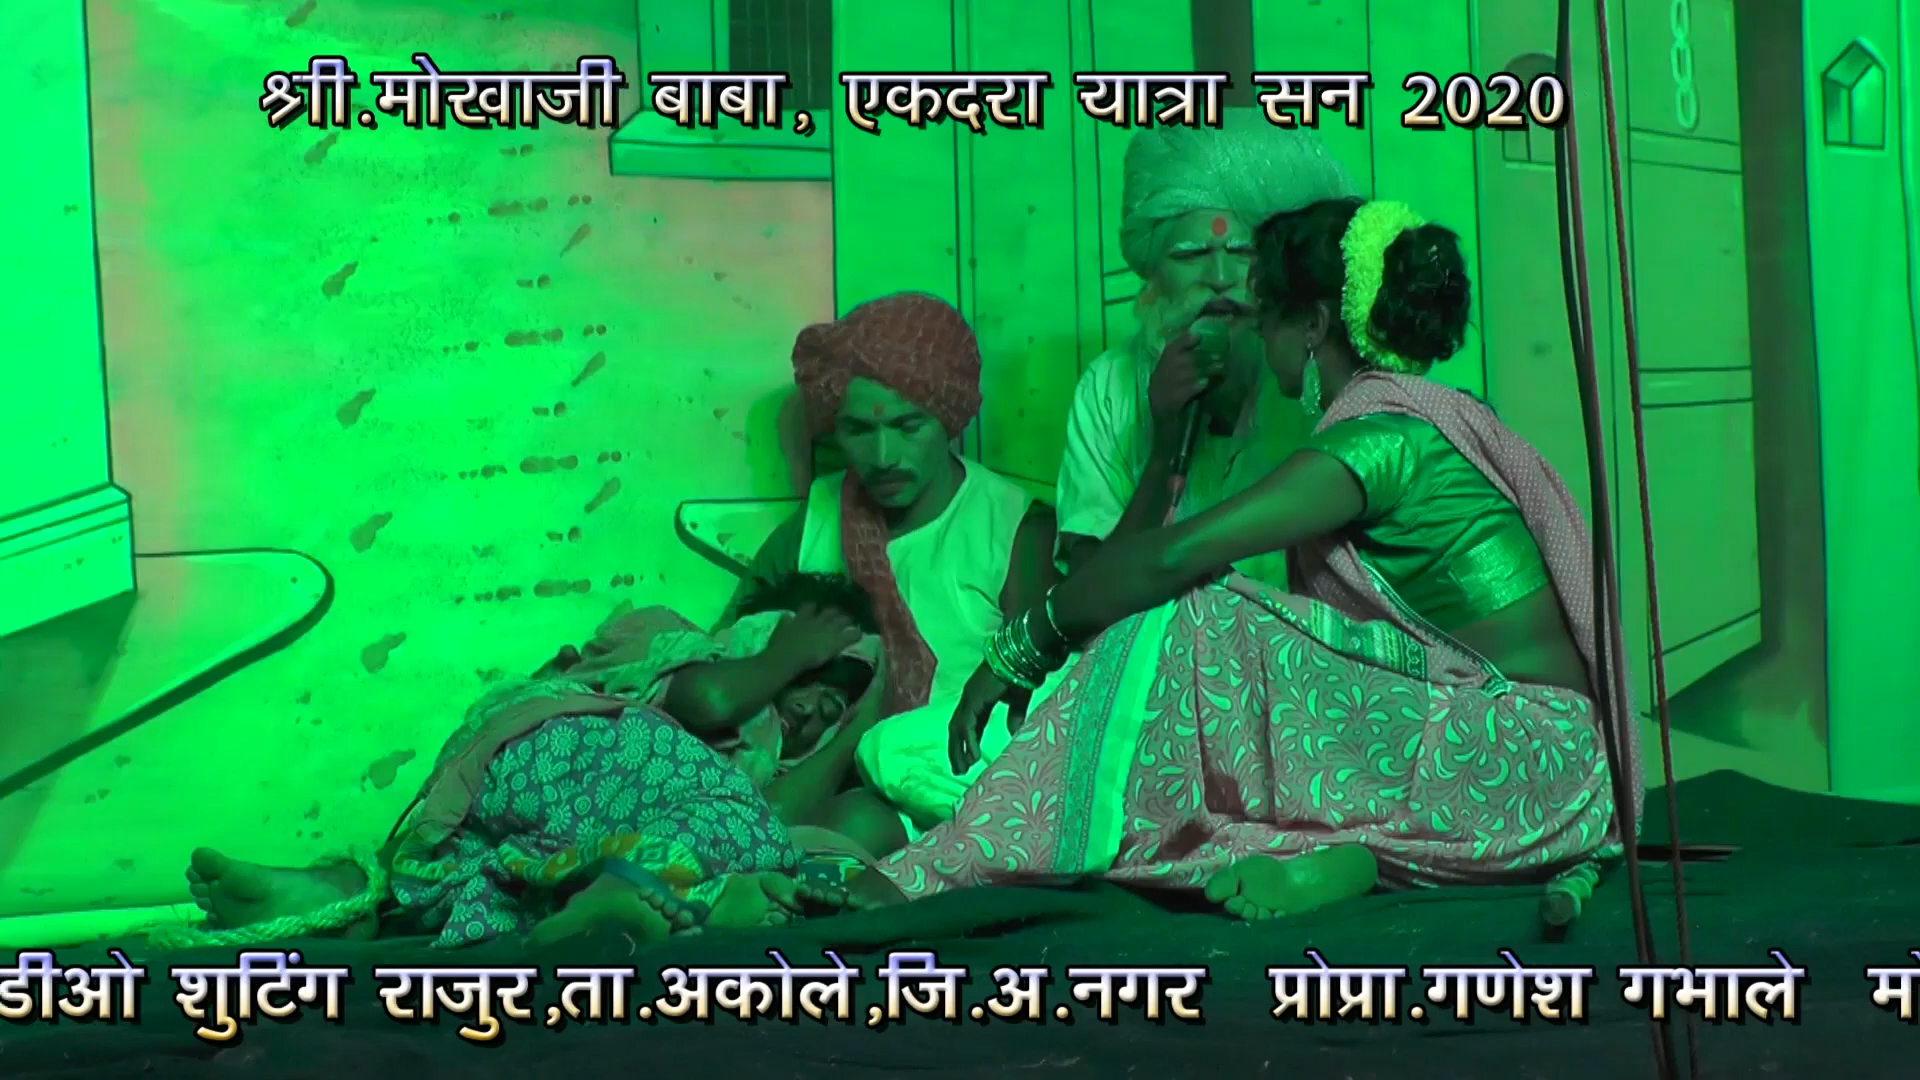 श्री.मोखाजी बाबा, एकदरा यात्रा सन 2020
डीओ शुटिंग राजुर,ता.अकोले,जि.अ.नगर प्रोप्रा.गणेश गभाले